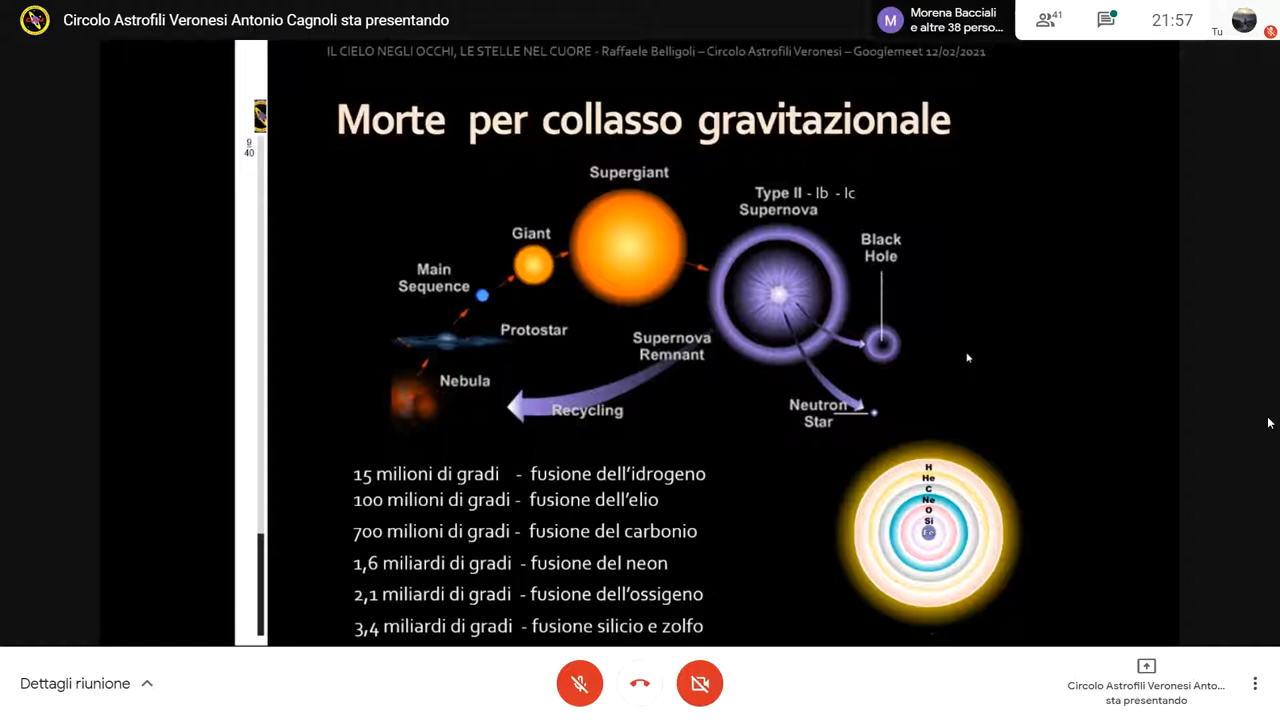 Circolo Astrofili Veronesi Antonio Cagnoli sta presentando
M
Morena Bacciali
e altre 38 perso...
41
21:57
Tu
IL CIELO NEGLI OCCHI, LE STELLE NEL CUORE - Raffaele Belligoli – Circolo Astrofili Veronesi – Googlemeet 12/02/2021
9
40
Morte per collasso gravitazionale
Supergiant
Type II - Ib - Ic
Supernova
Giant
Black
Hole
Main
Sequence
Protostar
Supernova
Remnant
Nebula
Recycling
Neutron
Star
15 milioni di gradi - fusione dell'idrogeno
100 milioni di gradi - fusione dell'elio
700 milioni di gradi - fusione del carbonio
1,6 miliardi di gradi - fusione del neon
2,1 miliardi di gradi - fusione dell'ossigeno
3,4 miliardi di gradi - fusione silicio e zolfo
H
He
C
Ne
O
Si
Fe
Dettagli riunione
Circolo Astrofili Veronesi Anto...
sta presentando